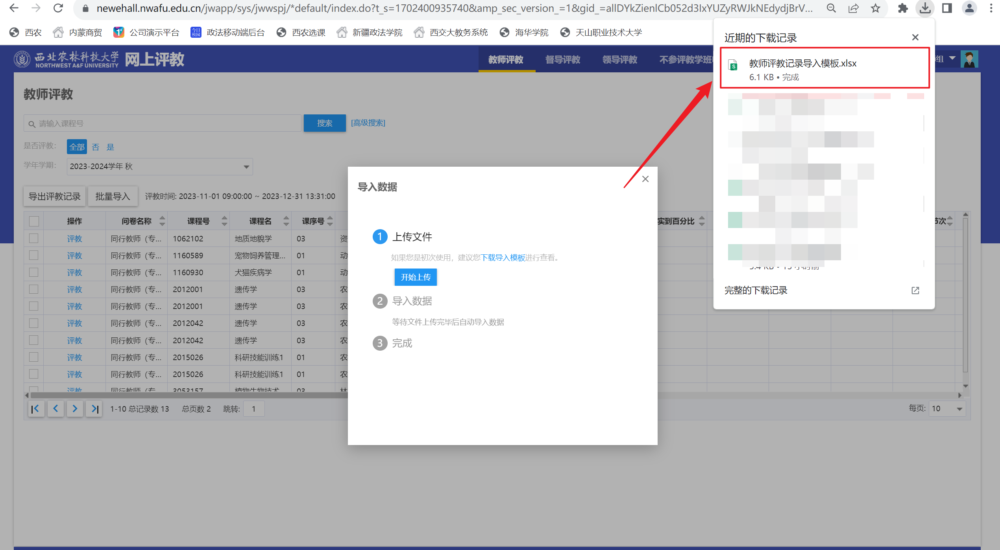 newehall.nwafu.edu.cn/jwapp/sys/jwwspj/*default/index.do?t_s=1702400935740&amp_sec_version_=1&gid_=allDYkZienlCb052d3IxYUZyRWJkNEdydjBrV...
西农 内蒙商贸 公司演示平台 今日校园 政法移动端后台 西农选课 新疆政法学院 西交大教务系统 海华学院 天山职业技术大学
近期的下载记录
教师评教记录导入模板.xlsx
6.1 KB • 完成
完整的下载记录
西北农林科技大学
NORTHWEST A&F UNIVERSITY
网上评教
教师评教 督导评教 领导评教 不参评教学班 组
教师评教
请输入课程号 搜索 [高级搜索]
是否评教: 全部 否 是
学年学期: 2023-2024学年 秋
导出评教记录 批量导入 评教时间: 2023-11-01 09:00:00 ~ 2023-12-31 13:31:00
操作 问卷名称 课程号 课程名 课序号 实到百分比 节次
评教 同行教师（专... 1062102 地质地貌学 03 资
评教 同行教师（专... 1160589 宠物饲养管理... 01 动
评教 同行教师（专... 1160930 犬猫疾病学 01 动
评教 同行教师（专... 2012001 遗传学 03 农
评教 同行教师（专... 2012001 遗传学 03 农
评教 同行教师（专... 2012042 遗传学 03 农
评教 同行教师（专... 2012042 遗传学 03 农
评教 同行教师（专... 2015026 科研技能训练1 01 农
评教 同行教师（专... 2015026 科研技能训练1 01 农
评教 同行教师（专... 3053157 植物生物技术 03 林
1-10 总记录数 13 总页数 2 跳转: 1 每页: 10
导入数据
1 上传文件
如果您是初次使用，建议您下载导入模板进行查看。
开始上传
2 导入数据
等待文件上传完毕后自动导入数据
3 完成